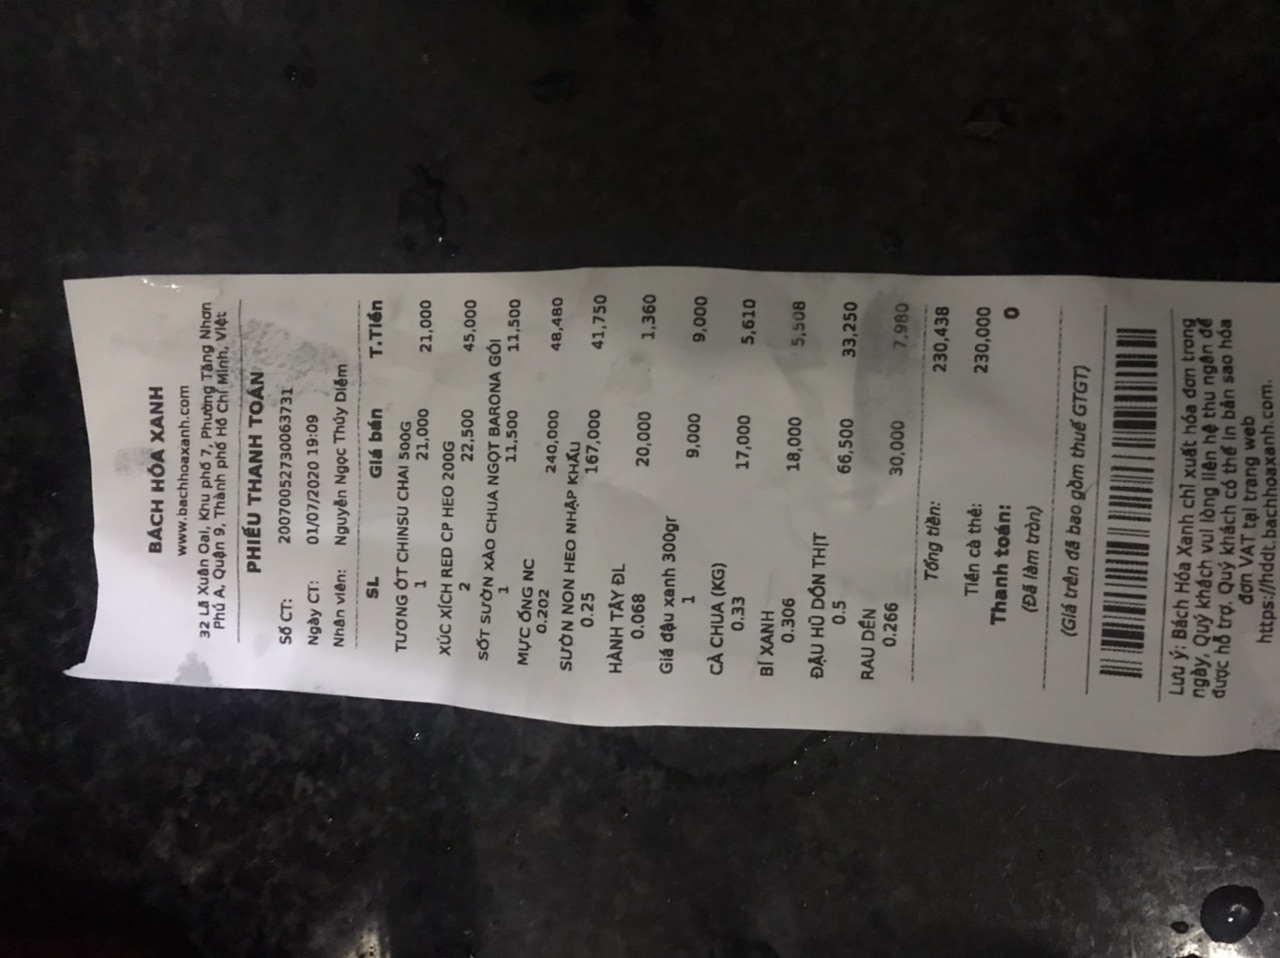 BÁCH HÓA XANH
www.bachhoaxanh.com
32 Lã Xuân Oai, Khu phố 7, Phường Tăng Nhơn
Phú A, Quận 9, Thành phố Hồ Chí Minh, Việt
PHIẾU THANH TOÁN
Số CT: 20070052730063731
Ngày CT: 01/07/2020 19:09
Nhân viên: Nguyễn Ngọc Thúy Diễm
SL Giá bán T.Tiền
TƯƠNG ỚT CHINSU CHAI 500G
1 21,000 21,000
XÚC XÍCH RED CP HEO 200G
2 22,500 45,000
SỐT SƯỜN XÀO CHUA NGỌT BARONA GÓI
1 11,500 11,500
MỰC ỐNG NC
0.202 240,000 48,480
SƯỜN NON HEO NHẬP KHẨU
0.25 167,000 41,750
HÀNH TÂY ĐL
0.068 20,000 1,360
Giá đậu xanh 300gr
1 9,000 9,000
CÀ CHUA (KG)
0.33 17,000 5,610
BÍ XANH
0.306 18,000 5,508
ĐẬU HŨ DỒN THỊT
0.5 66,500 33,250
RAU DỀN
0.266 30,000 7,980
Tổng tiền: 230,438
Tiền cà thẻ: 230,000
Thanh toán: 0
(Đã làm tròn)
(Giá trên đã bao gồm thuế GTGT)
Lưu ý: Bách Hóa Xanh chỉ xuất hóa đơn trong
ngày, Quý khách vui lòng liên hệ thu ngân để
được hỗ trợ. Quý khách có thể in bản sao hóa
đơn VAT tại trang web
https://hddt.bachhoaxanh.com.